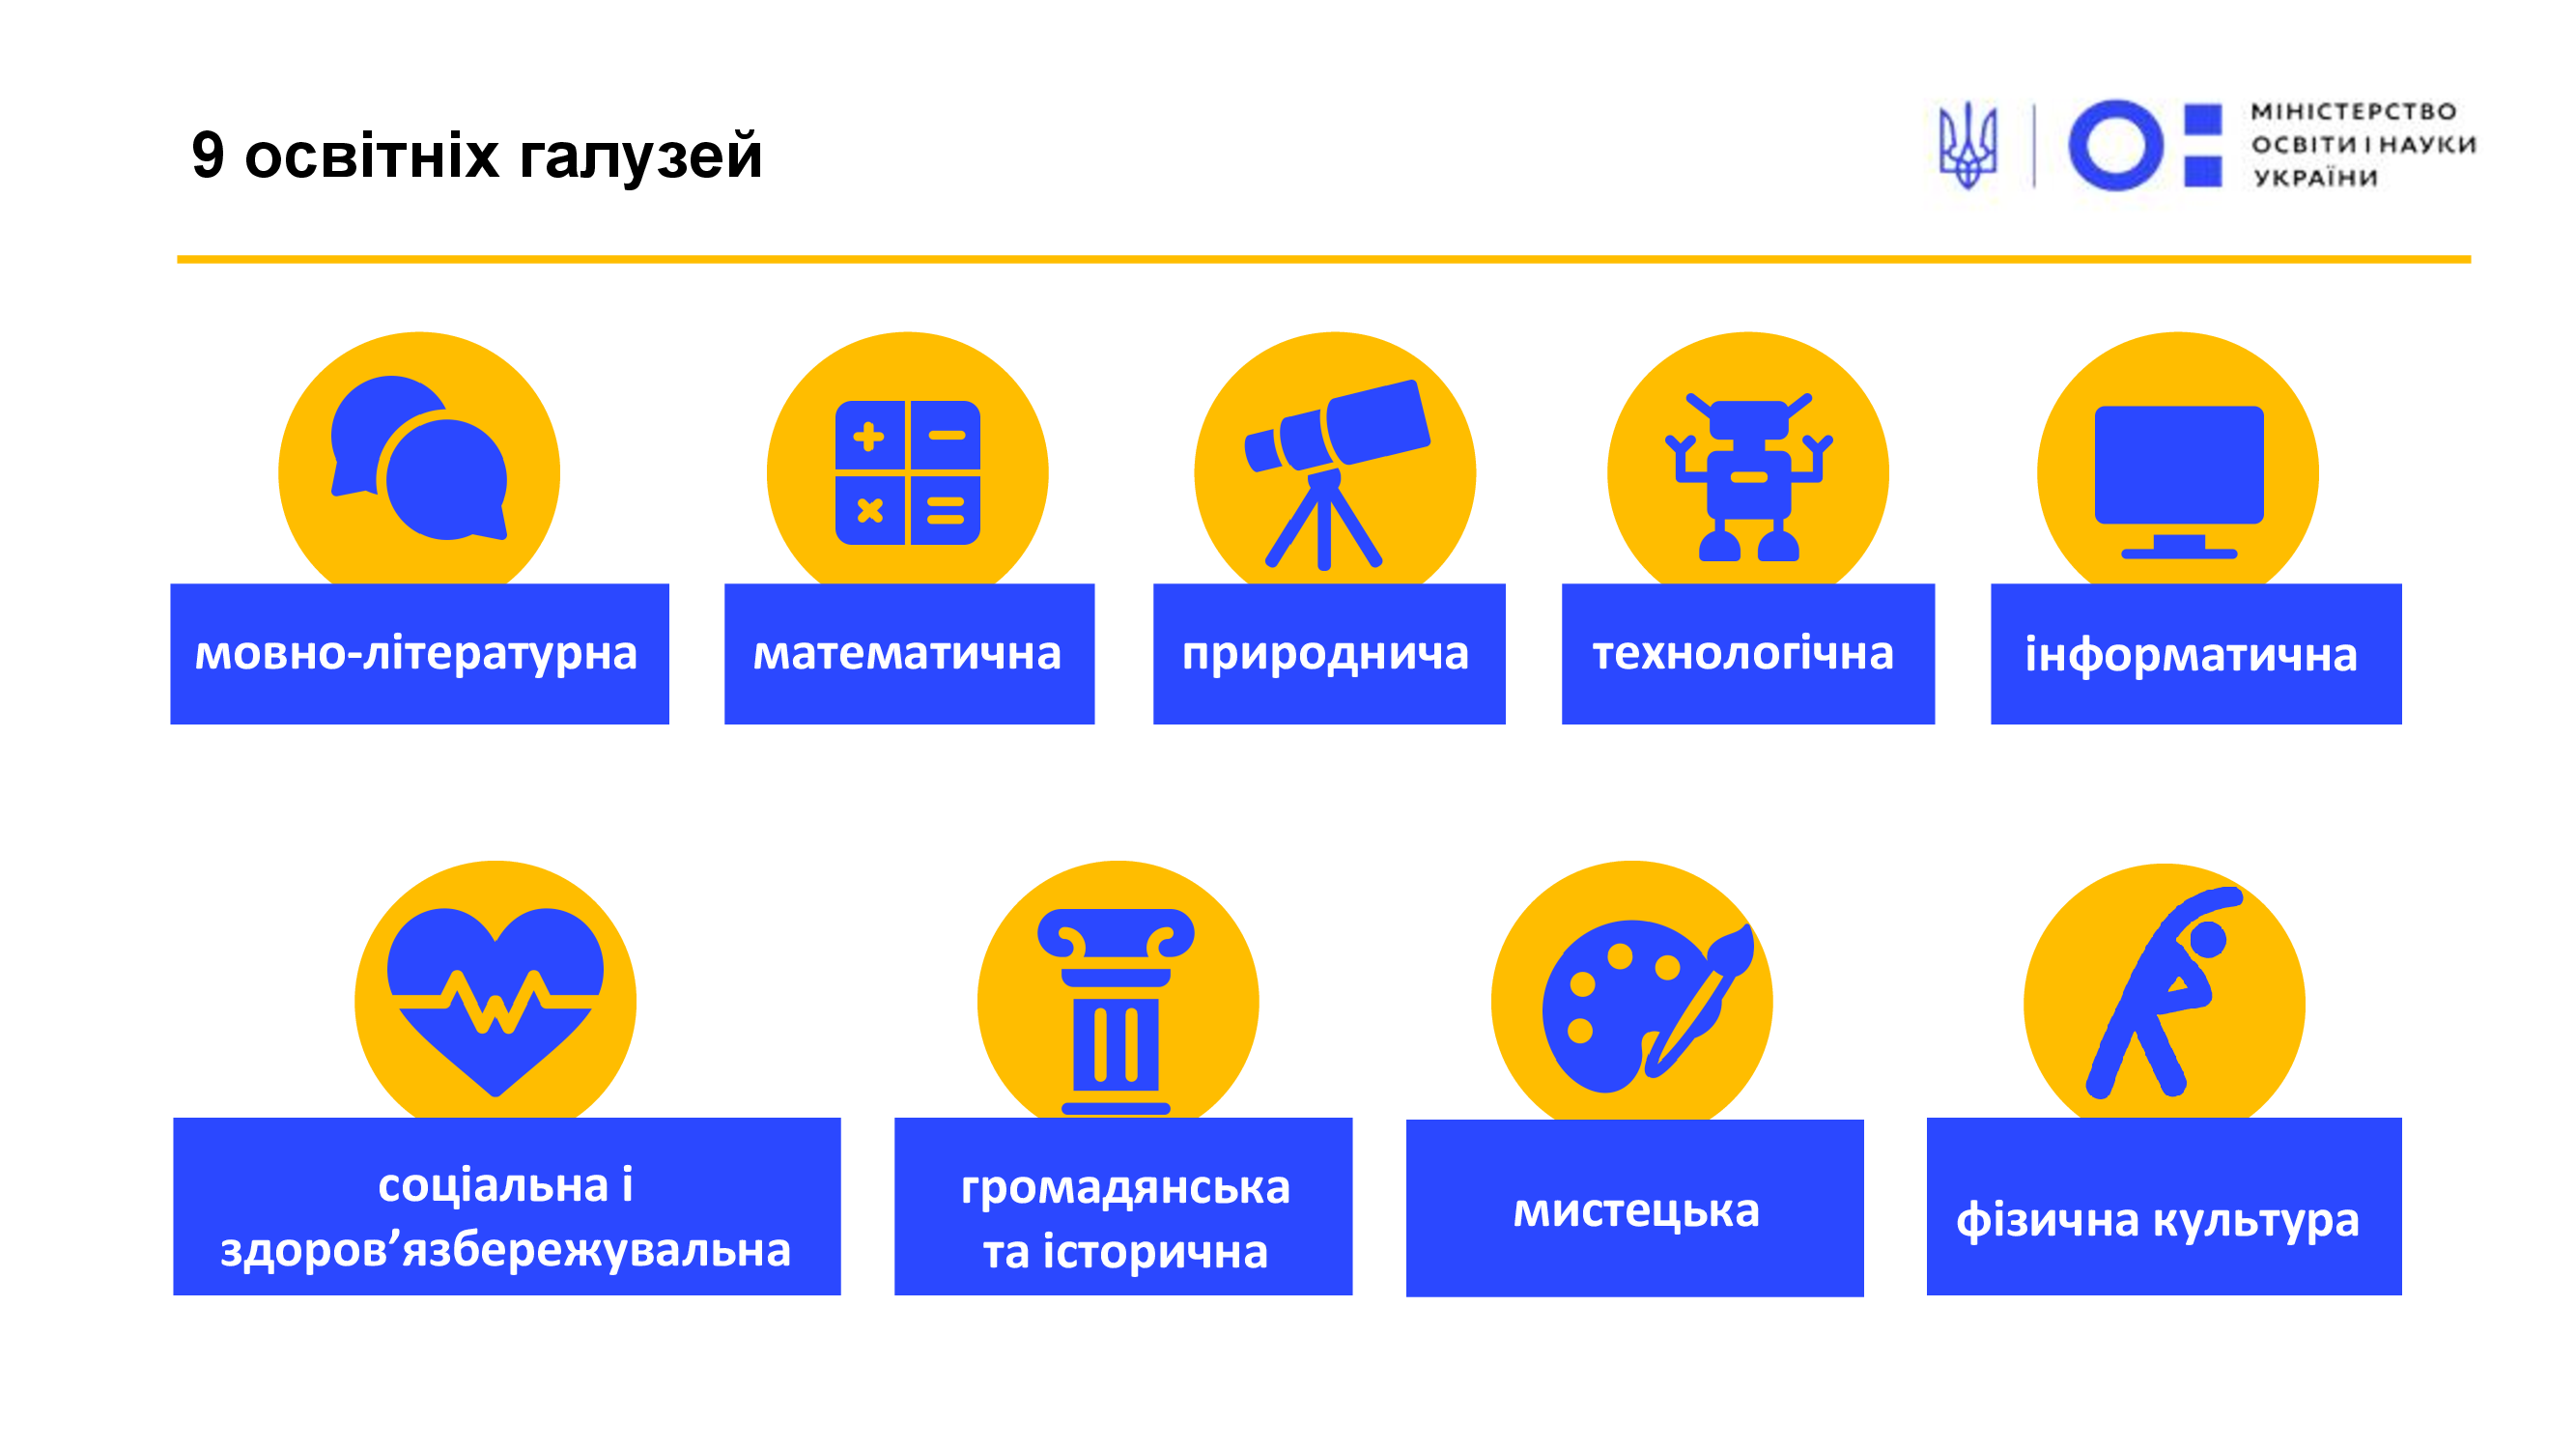 9 освітніх галузей
МІНІСТЕРСТВО
ОСВІТИ І НАУКИ
УКРАЇНИ
мовно-літературна
математична
природнича
технологічна
інформатична
соціальна і
здоров’язбережувальна
громадянська
та історична
мистецька
фізична культура